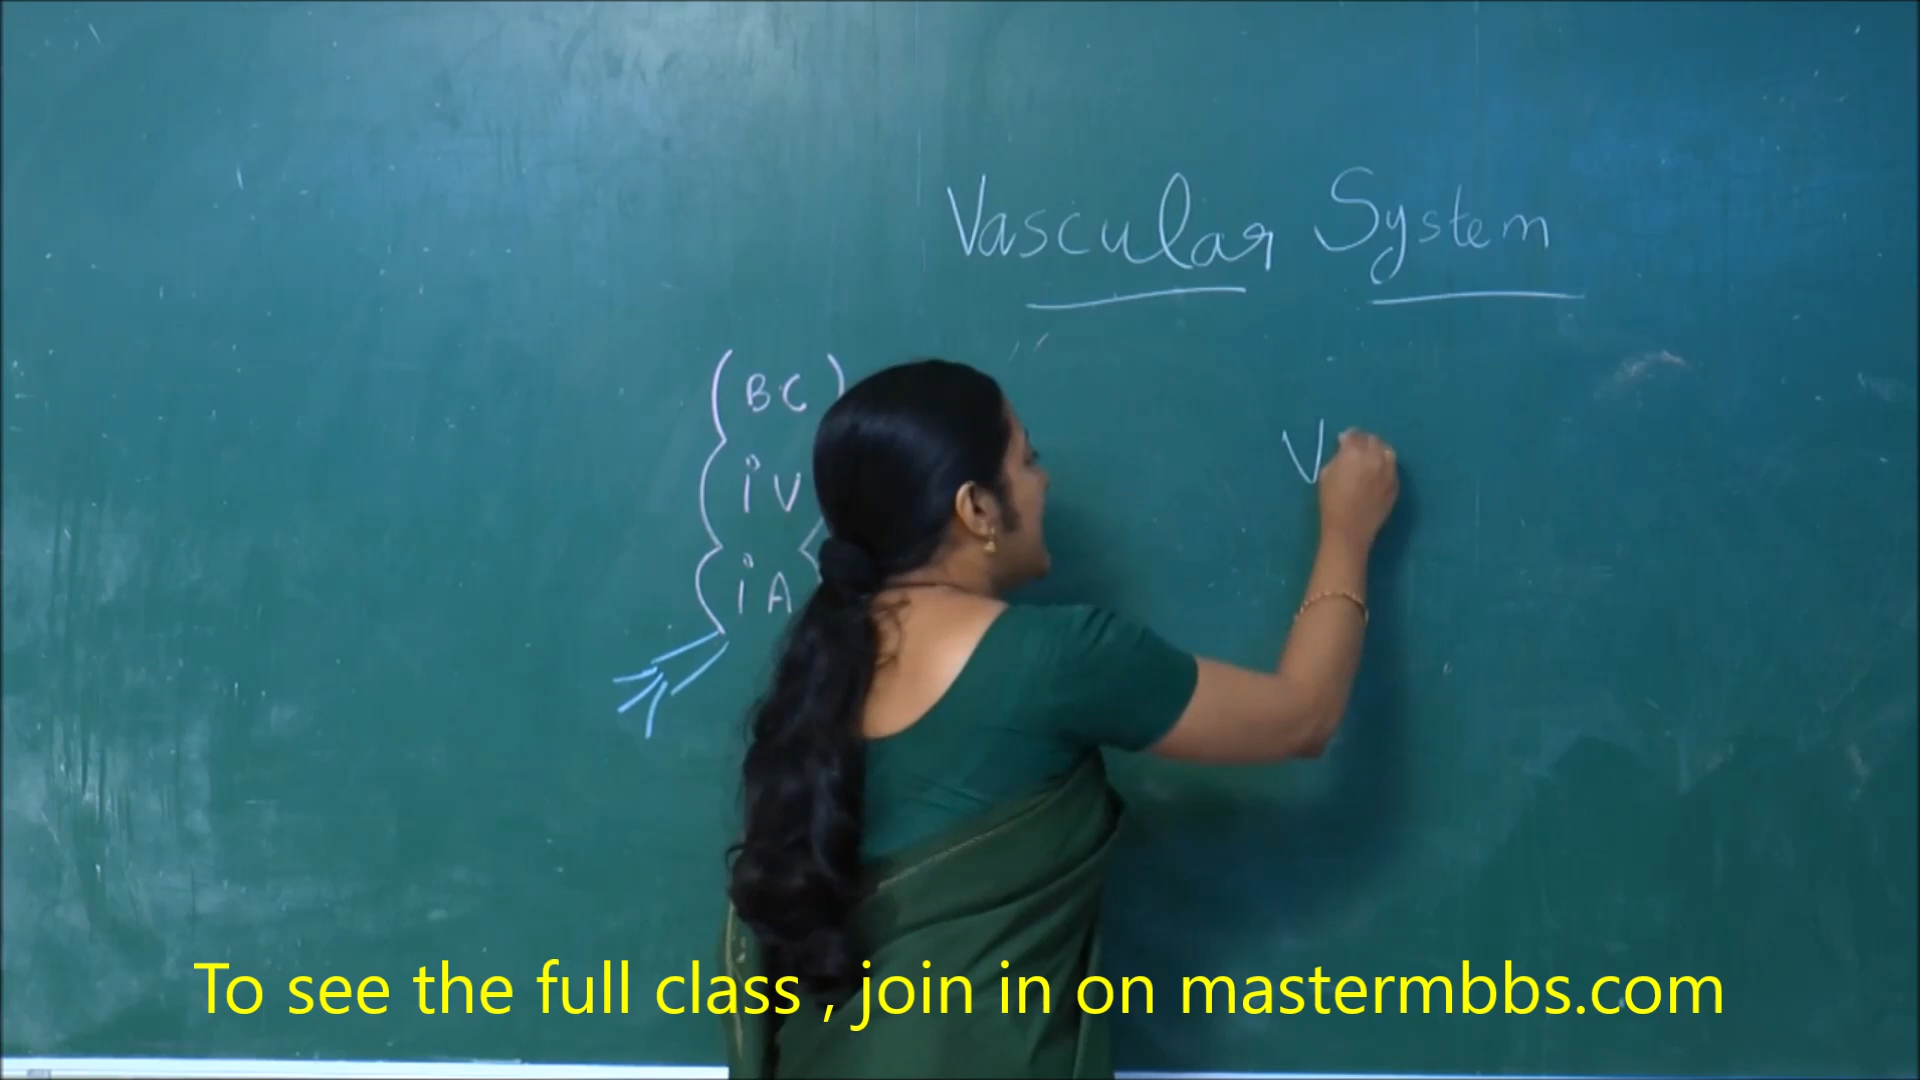 Vascular System
(BC)
iV
iA
V
To see the full class , join in on mastermbbs.com